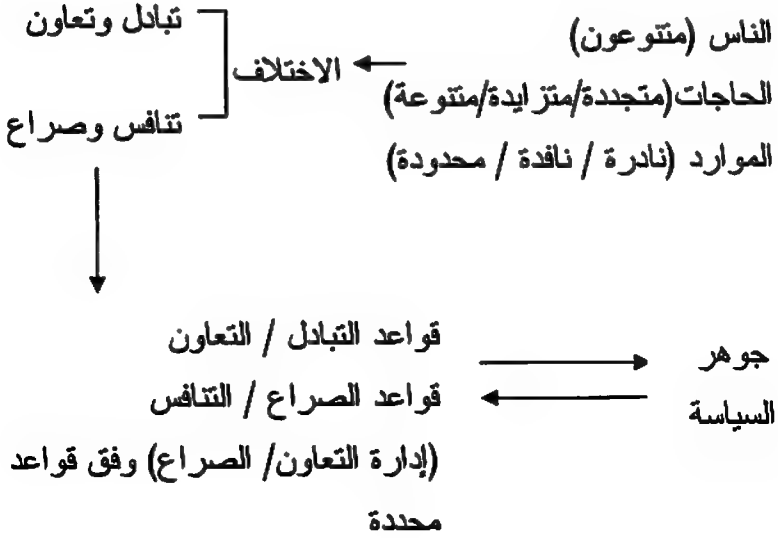 الناس (متنوعون)
الحاجات(متجددة/متزايدة/متنوعة)
الموارد (نادرة / نافدة / محدودة)
الاختلاف
تبادل وتعاون
تنافس وصراع
قواعد التبادل / التعاون
قواعد الصراع / التنافس
(إدارة التعاون/ الصراع) وفق قواعد
محددة
جوهر
السياسة